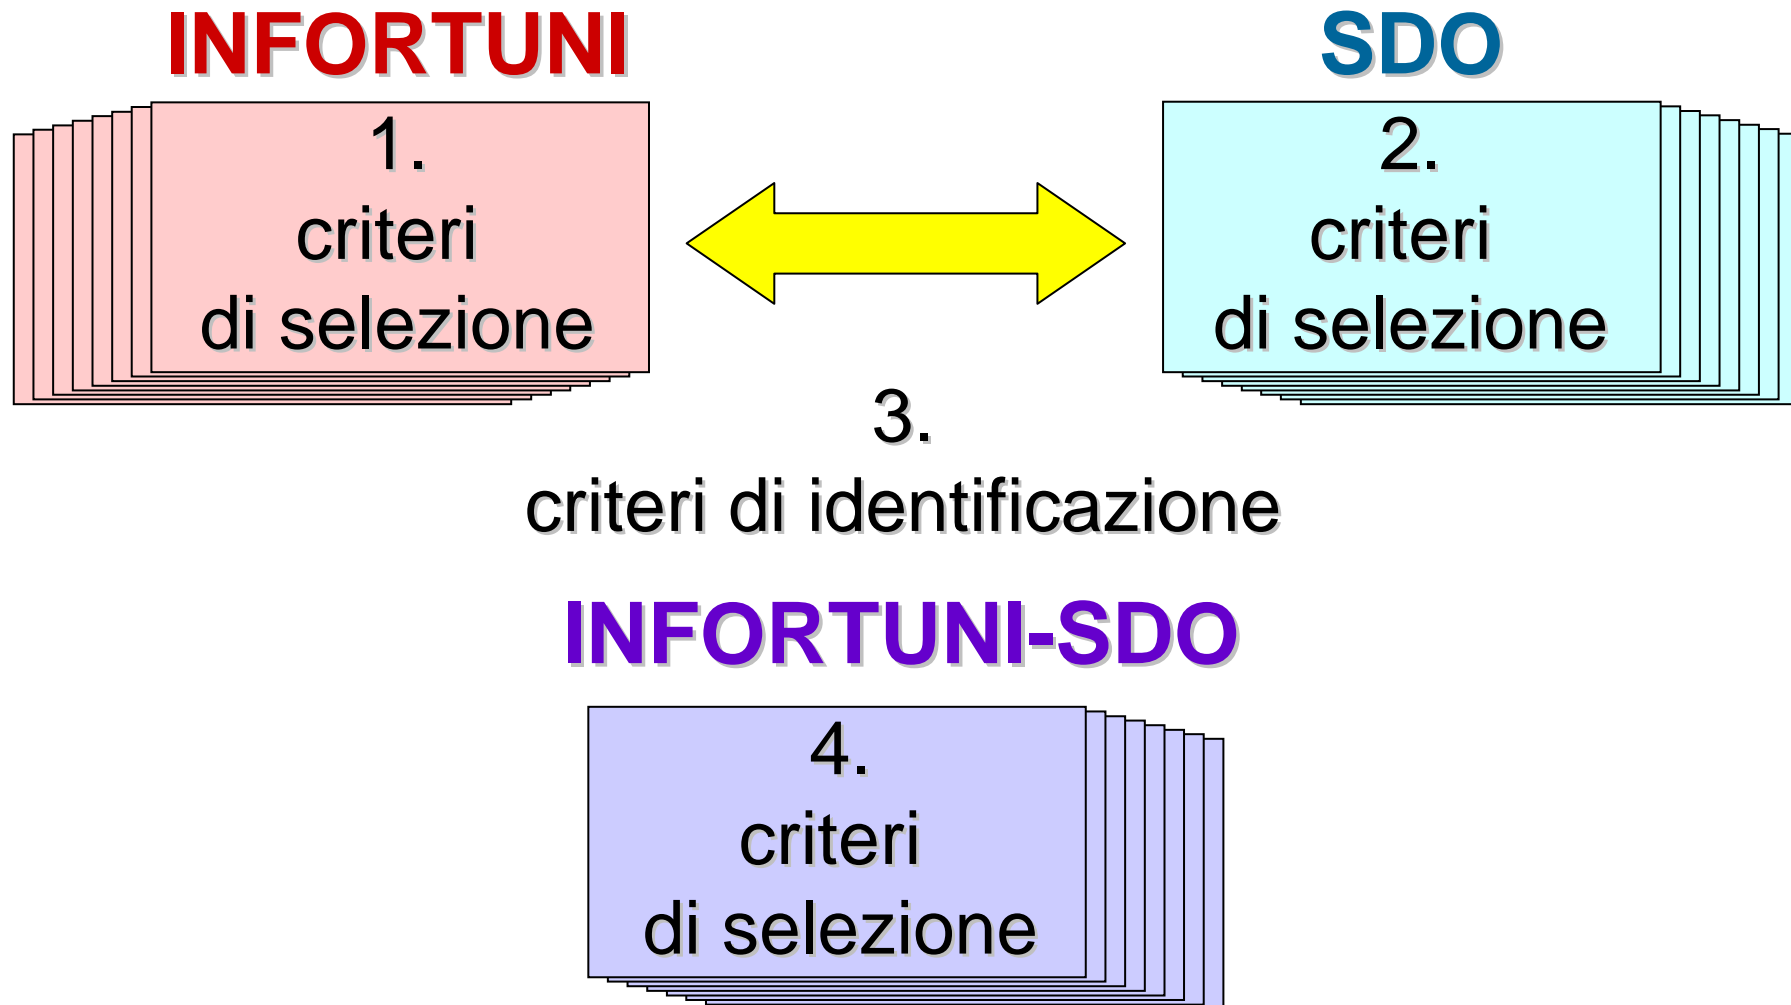 INFORTUNI
1.
criteri
di selezione
SDO
2.
criteri
di selezione
3.
criteri di identificazione
INFORTUNI-SDO
4.
criteri
di selezione